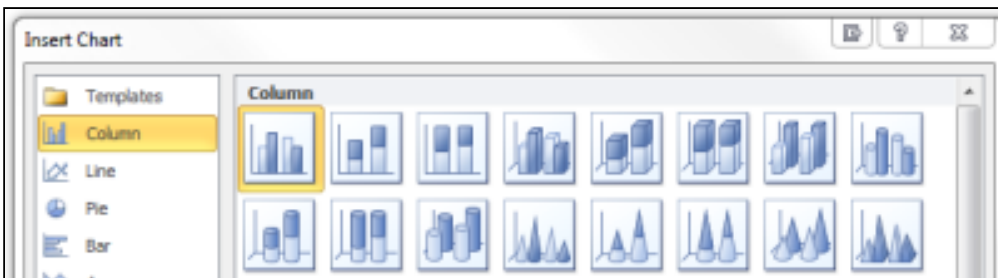 Insert Chart
Templates
Column
Column
Line
Pie
Bar